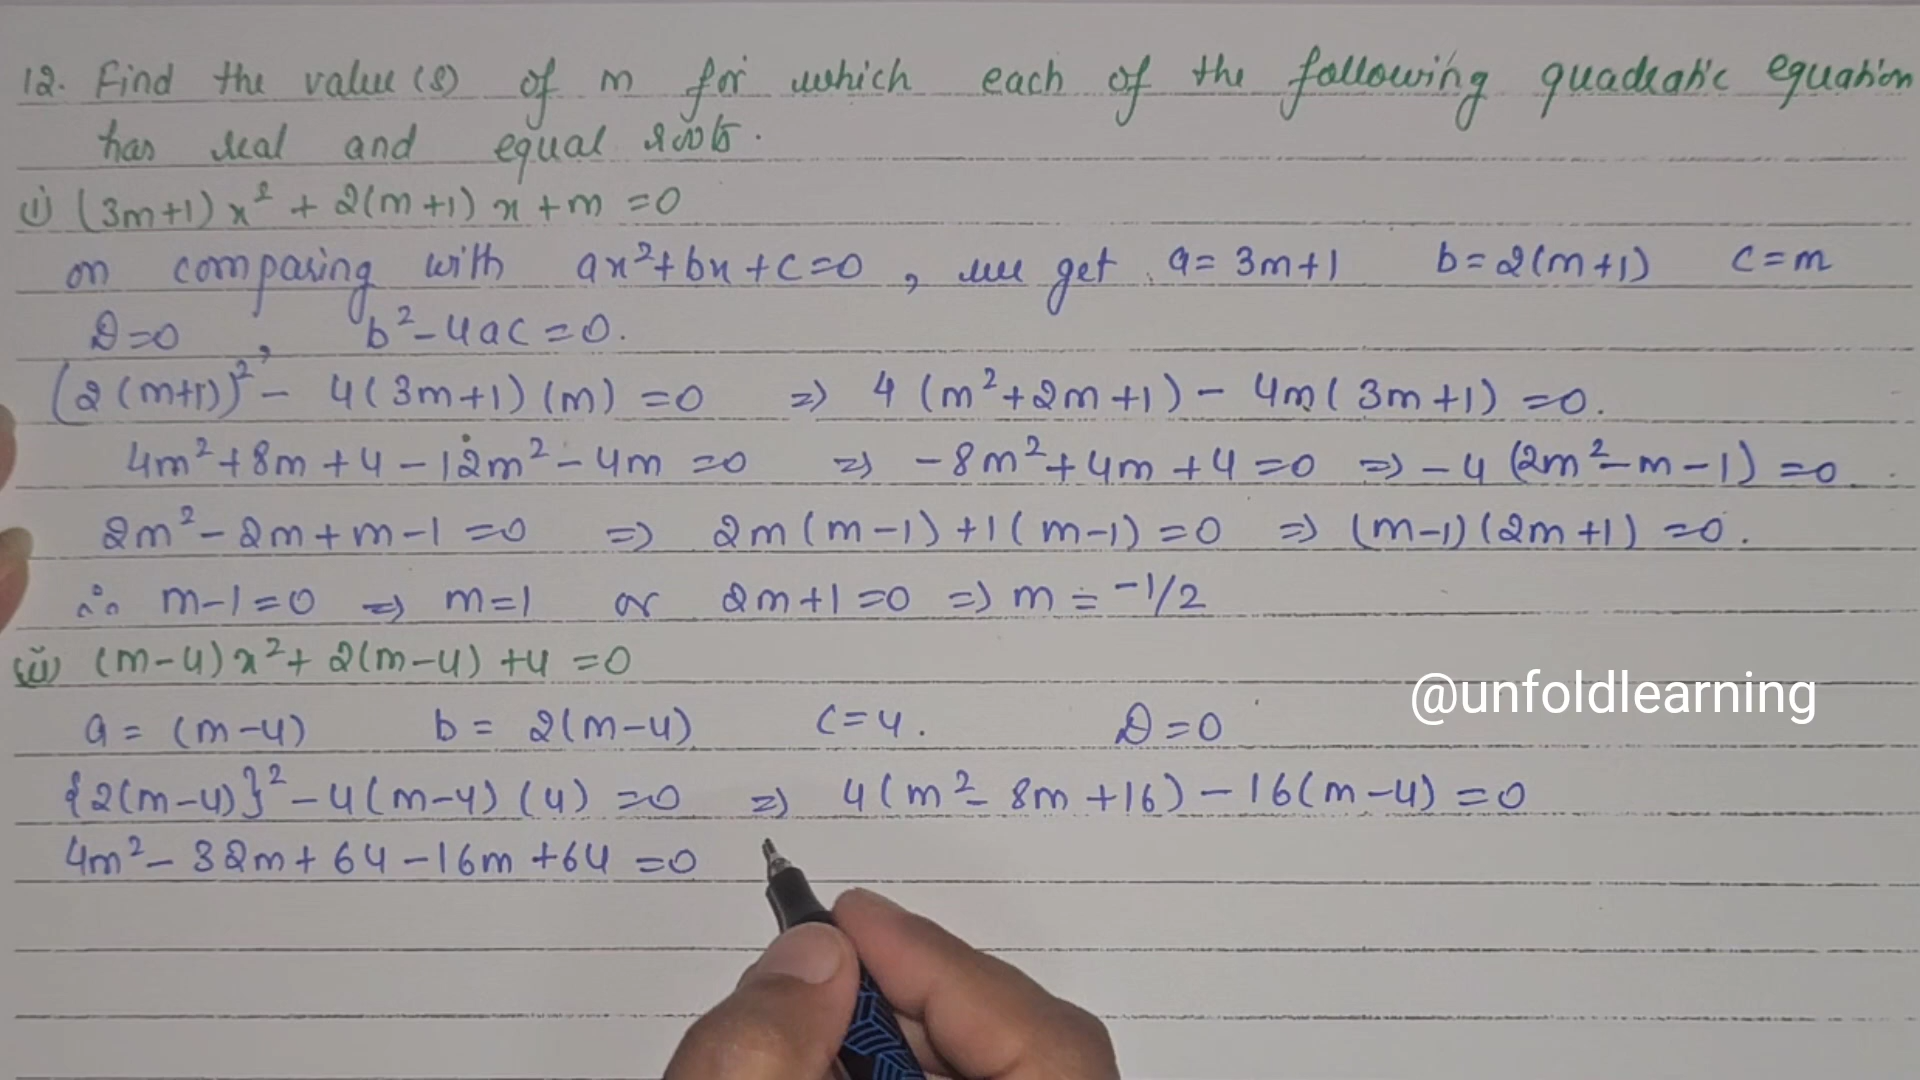 12. Find the value(s) of m for which each of the following quadratic equation
has real and equal roots.
(i) (3m+1)x² + 2(m+1)x + m = 0
on comparing with ax²+bx+c=0, we get a = 3m+1 b = 2(m+1) c = m
D=0, b²-4ac=0.
(2(m+1))² - 4(3m+1)(m) = 0 ⇒ 4(m²+2m+1) - 4m(3m+1) = 0.
4m²+8m+4-12m²-4m=0 ⇒ -8m²+4m+4=0 ⇒ -4(2m²-m-1)=0
2m²-2m+m-1=0 ⇒ 2m(m-1)+1(m-1)=0 ⇒ (m-1)(2m+1)=0.
∴ m-1=0 ⇒ m=1 or 2m+1=0 ⇒ m = -1/2
(ii) (m-4)x²+ 2(m-4) +4 =0
@unfoldlearning
a = (m-4) b = 2(m-4) c=4. D=0
{2(m-4)}²-4(m-4)(4)=0 ⇒ 4(m²-8m+16)-16(m-4)=0
4m²-32m+64-16m+64=0